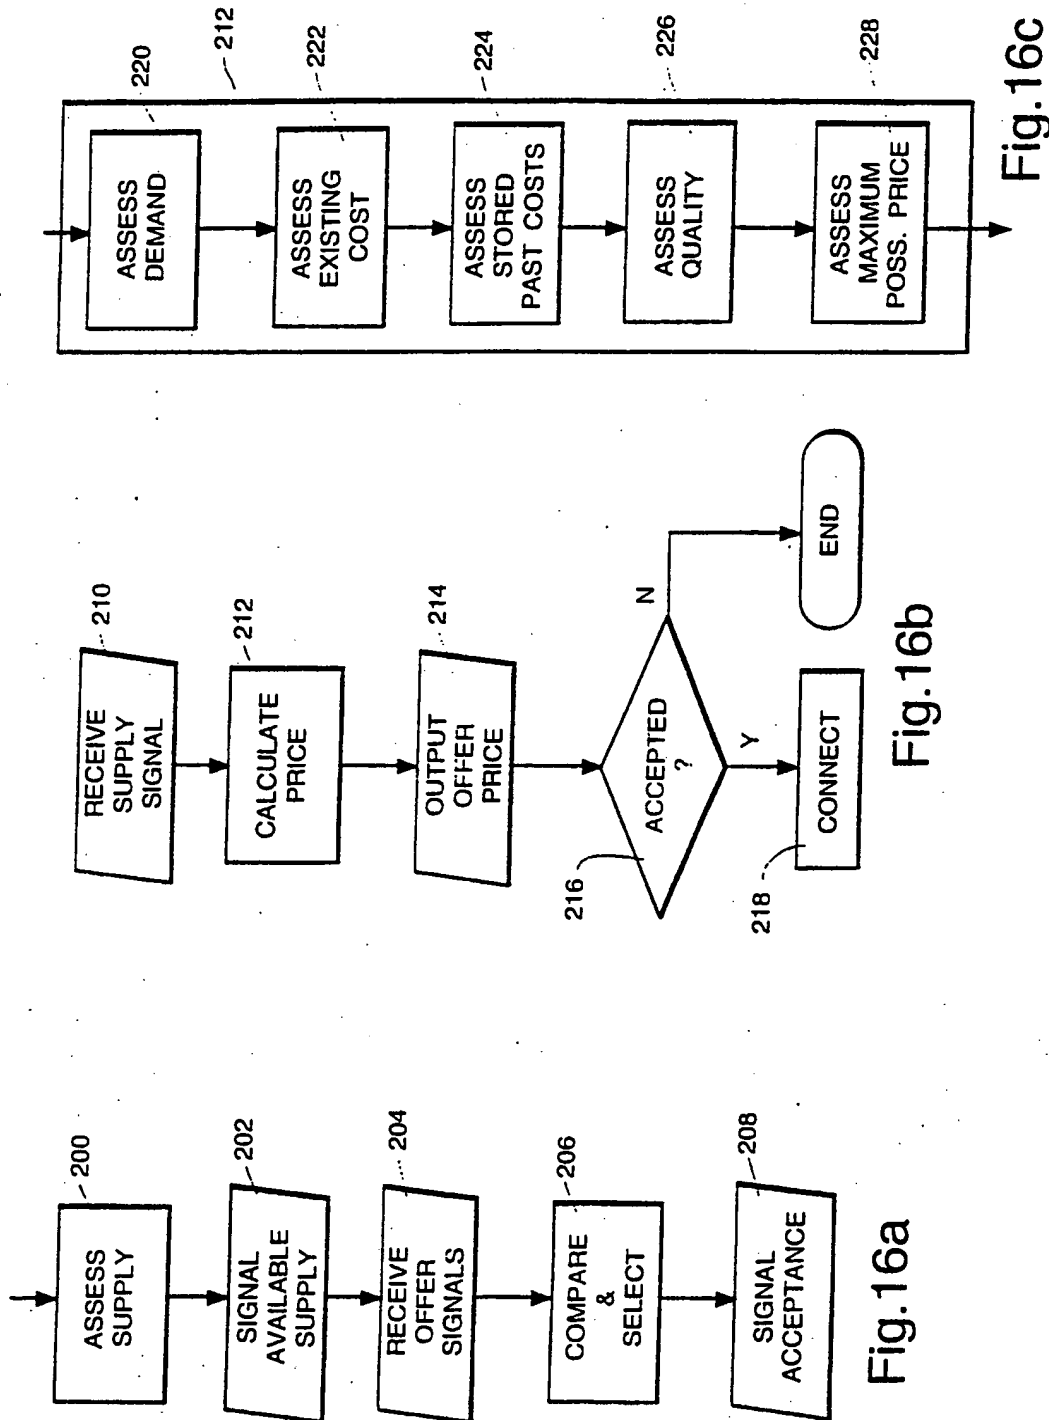 200
ASSESS
SUPPLY
202
SIGNAL
AVAILABLE
SUPPLY
204
RECEIVE
OFFER
SIGNALS
206
COMPARE
&
SELECT
208
SIGNAL
ACCEPTANCE
Fig.16a
210
RECEIVE
SUPPLY
SIGNAL
212
CALCULATE
PRICE
214
OUTPUT
OFFER
PRICE
216
ACCEPTED
?
N
Y
218
CONNECT
END
Fig.16b
220
212
ASSESS
DEMAND
222
ASSESS
EXISTING
COST
224
ASSESS
STORED
PAST COSTS
226
ASSESS
QUALITY
228
ASSESS
MAXIMUM
POSS. PRICE
Fig.16c